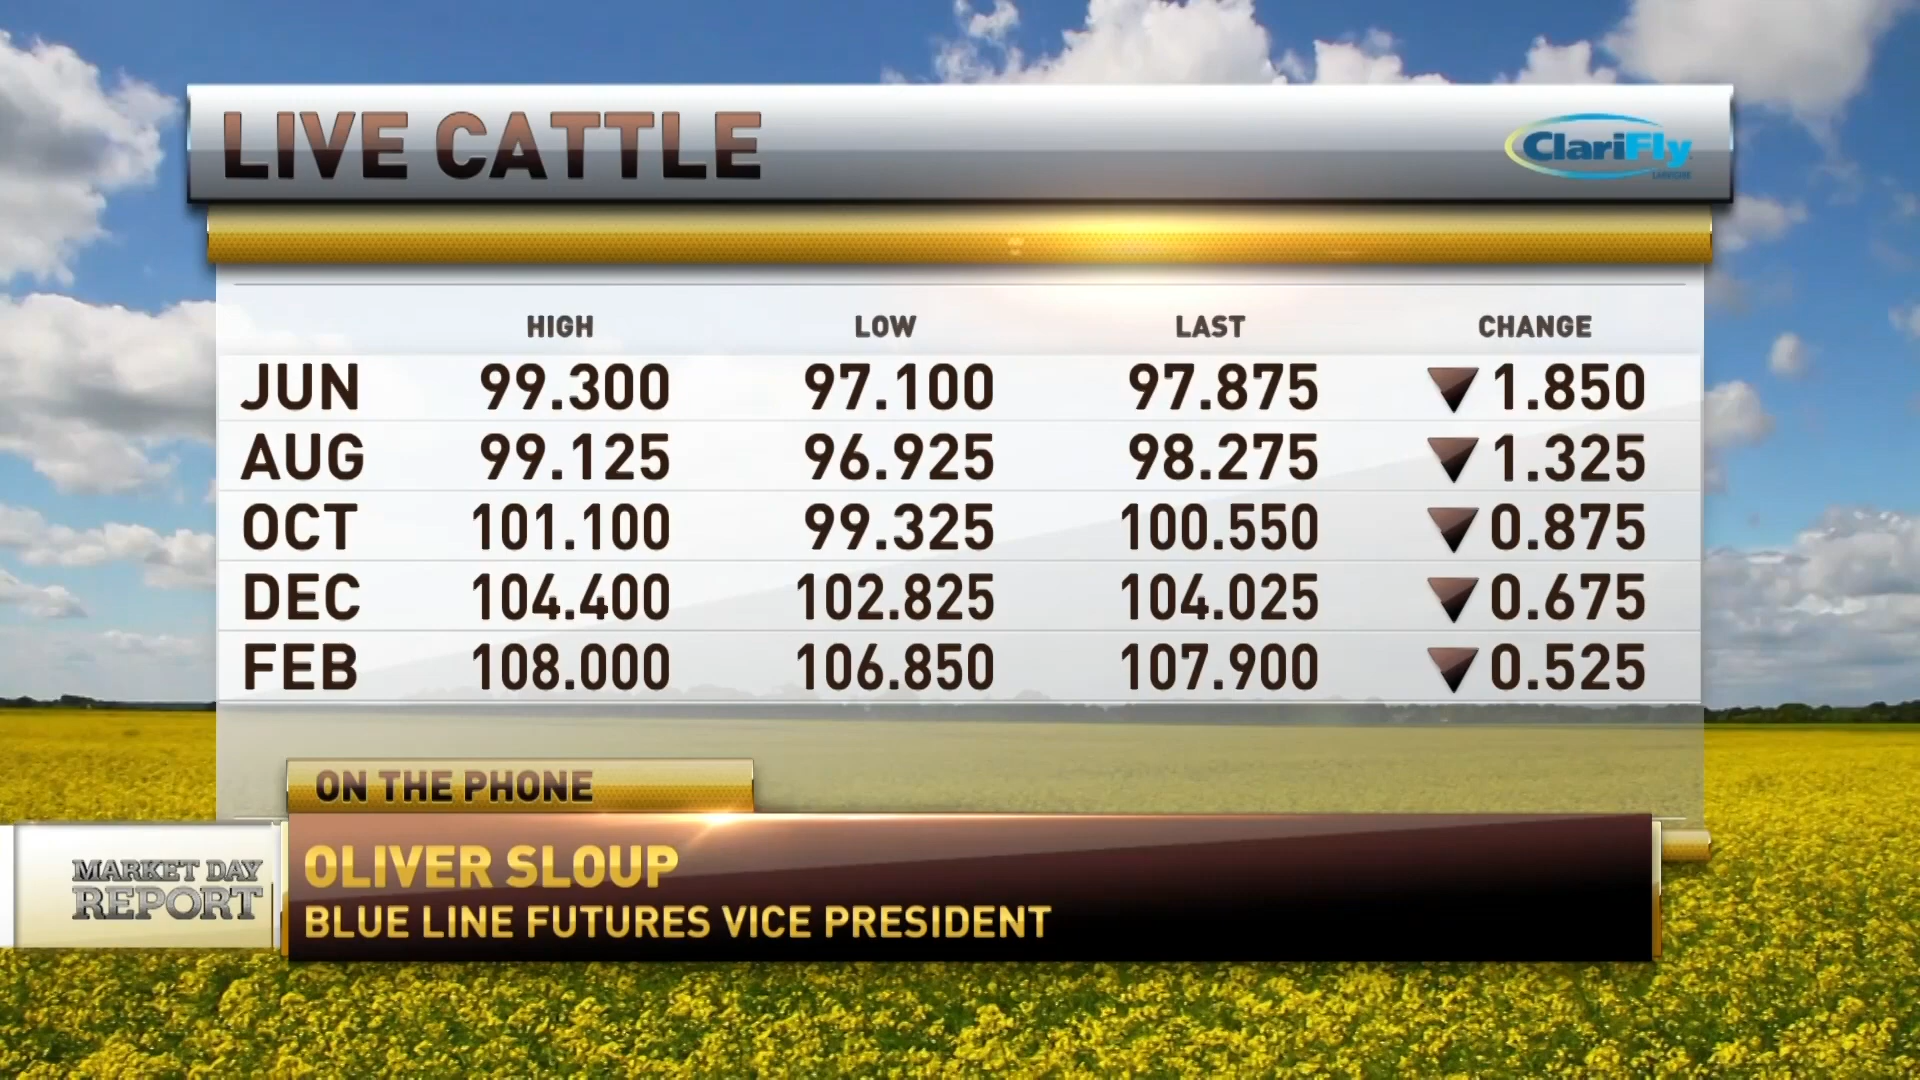 LIVE CATTLE
ClariFly
LARVICIDE
HIGH LOW LAST CHANGE
JUN 99.300 97.100 97.875 ▼ 1.850
AUG 99.125 96.925 98.275 ▼ 1.325
OCT 101.100 99.325 100.550 ▼ 0.875
DEC 104.400 102.825 104.025 ▼ 0.675
FEB 108.000 106.850 107.900 ▼ 0.525
ON THE PHONE
MARKET DAY
REPORT
OLIVER SLOUP
BLUE LINE FUTURES VICE PRESIDENT